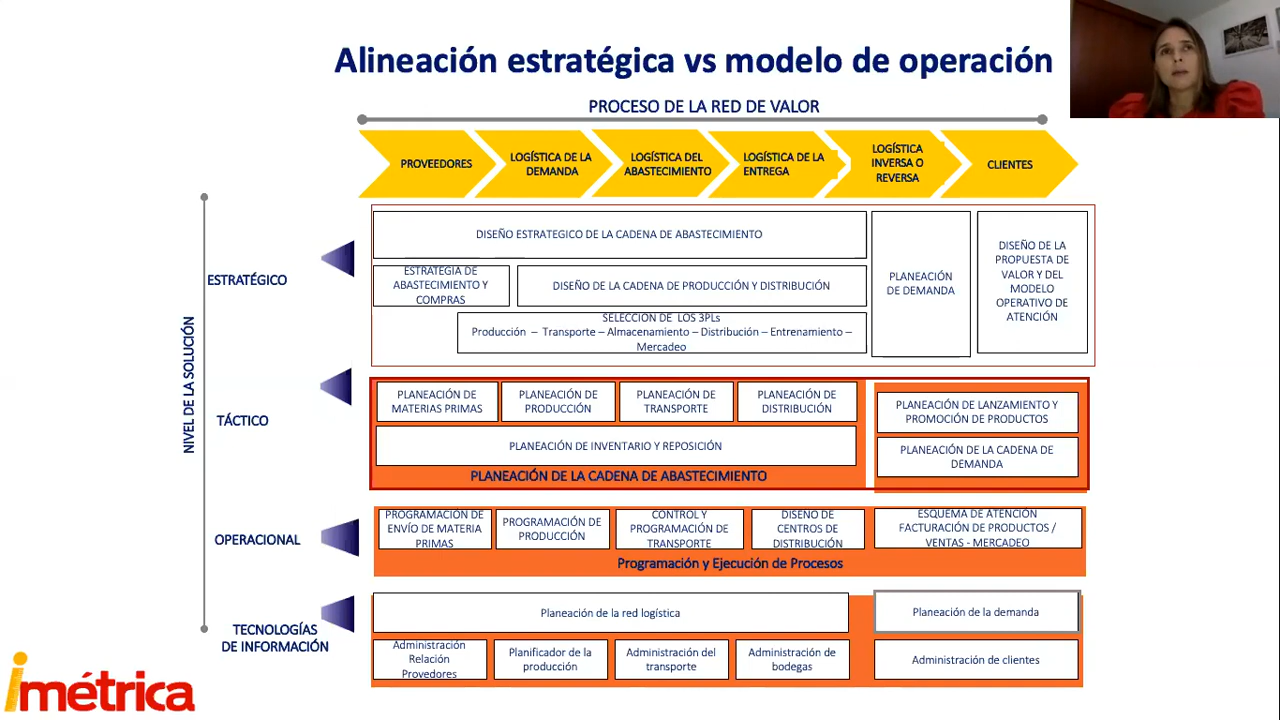 Alineación estratégica vs modelo de operación
PROCESO DE LA RED DE VALOR
PROVEEDORES
LOGÍSTICA DE LA
DEMANDA
LOGÍSTICA DEL
ABASTECIMIENTO
LOGÍSTICA DE LA
ENTREGA
LOGÍSTICA
INVERSA O
REVERSA
CLIENTES
NIVEL DE LA SOLUCIÓN
ESTRATÉGICO
DISEÑO ESTRATEGICO DE LA CADENA DE ABASTECIMIENTO
ESTRATEGIA DE
ABASTECIMIENTO Y
COMPRAS
DISEÑO DE LA CADENA DE PRODUCCIÓN Y DISTRIBUCIÓN
SELECCIÓN DE LOS 3PLs
Producción – Transporte – Almacenamiento – Distribución – Entrenamiento –
Mercadeo
PLANEACIÓN
DE DEMANDA
DISEÑO DE LA
PROPUESTA DE
VALOR Y DEL
MODELO
OPERATIVO DE
ATENCIÓN
TÁCTICO
PLANEACIÓN DE
MATERIAS PRIMAS
PLANEACIÓN DE
PRODUCCIÓN
PLANEACIÓN DE
TRANSPORTE
PLANEACIÓN DE
DISTRIBUCIÓN
PLANEACIÓN DE INVENTARIO Y REPOSICIÓN
PLANEACIÓN DE LA CADENA DE ABASTECIMIENTO
PLANEACIÓN DE LANZAMIENTO Y
PROMOCIÓN DE PRODUCTOS
PLANEACIÓN DE LA CADENA DE
DEMANDA
OPERACIONAL
PROGRAMACIÓN DE
ENVÍO DE MATERIA
PRIMAS
PROGRAMACIÓN DE
PRODUCCIÓN
CONTROL Y
PROGRAMACIÓN DE
TRANSPORTE
DISEÑO DE
CENTROS DE
DISTRIBUCIÓN
ESQUEMA DE ATENCIÓN
FACTURACIÓN DE PRODUCTOS /
VENTAS - MERCADEO
Programación y Ejecución de Procesos
TECNOLOGÍAS
DE INFORMACIÓN
Planeación de la red logística
Planeación de la demanda
Administración
Relación
Provedores
Planificador de la
producción
Administración del
transporte
Administración de
bodegas
Administración de clientes
imétrica